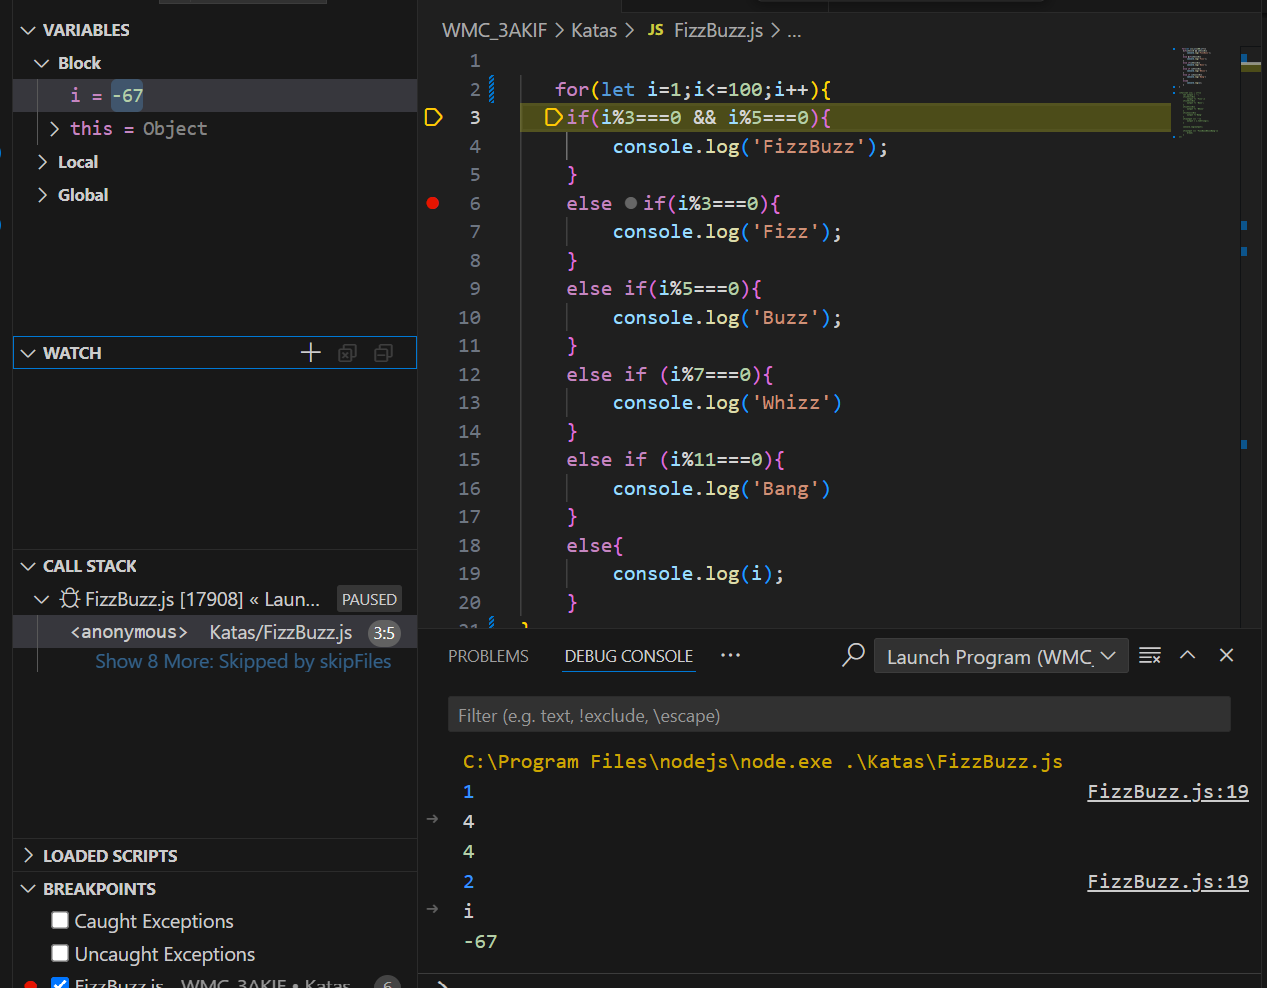 VARIABLES
Block
i = -67
this = Object
Local
Global
WATCH
CALL STACK
FizzBuzz.js [17908] « Laun... PAUSED
<anonymous> Katas/FizzBuzz.js 3:5
Show 8 More: Skipped by skipFiles
LOADED SCRIPTS
BREAKPOINTS
Caught Exceptions
Uncaught Exceptions
FizzBuzz.js WMC_3AKIF • Katas 6
WMC_3AKIF > Katas > JS FizzBuzz.js > ...
1
2 for(let i=1;i<=100;i++){
3 if(i%3===0 && i%5===0){
4 console.log('FizzBuzz');
5 }
6 else if(i%3===0){
7 console.log('Fizz');
8 }
9 else if(i%5===0){
10 console.log('Buzz');
11 }
12 else if (i%7===0){
13 console.log('Whizz')
14 }
15 else if (i%11===0){
16 console.log('Bang')
17 }
18 else{
19 console.log(i);
20 }
21 }
PROBLEMS DEBUG CONSOLE ... Launch Program (WMC_
Filter (e.g. text, !exclude, \escape)
C:\Program Files\nodejs\node.exe .\Katas\FizzBuzz.js
1 FizzBuzz.js:19
→ 4
4
2 FizzBuzz.js:19
→ i
-67
>